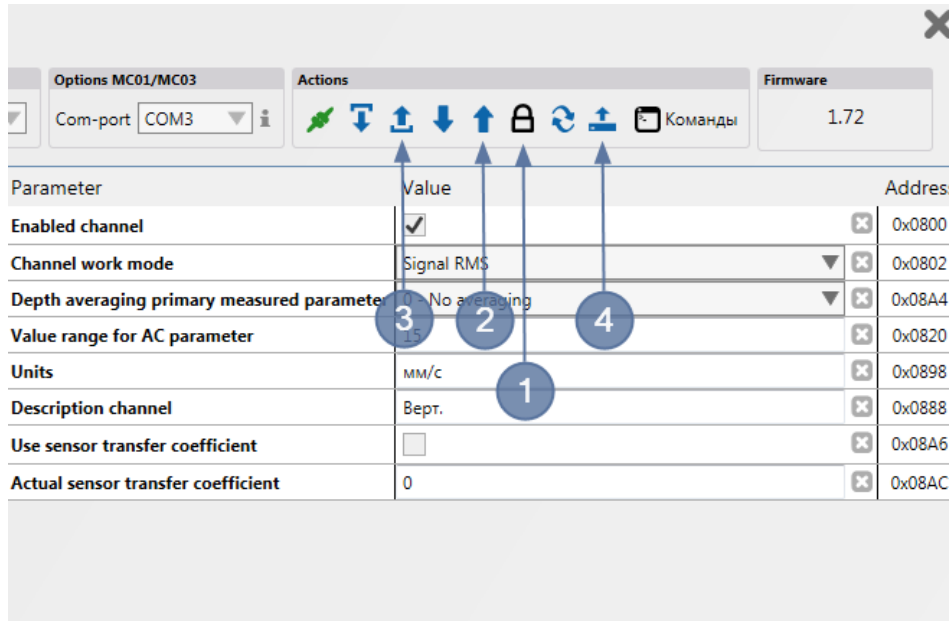 Options MC01/MC03 Actions Firmware
Com-port COM3 Команды 1.72
Parameter Value Addres
Enabled channel 0x0800
Channel work mode Signal RMS 0x0802
Depth averaging primary measured parameter 0 - No averaging 0x08A4
Value range for AC parameter 15 0x0820
Units мм/с 0x0898
Description channel Верт. 0x0888
Use sensor transfer coefficient 0x08A6
Actual sensor transfer coefficient 0 0x08AC
3 2 4
1